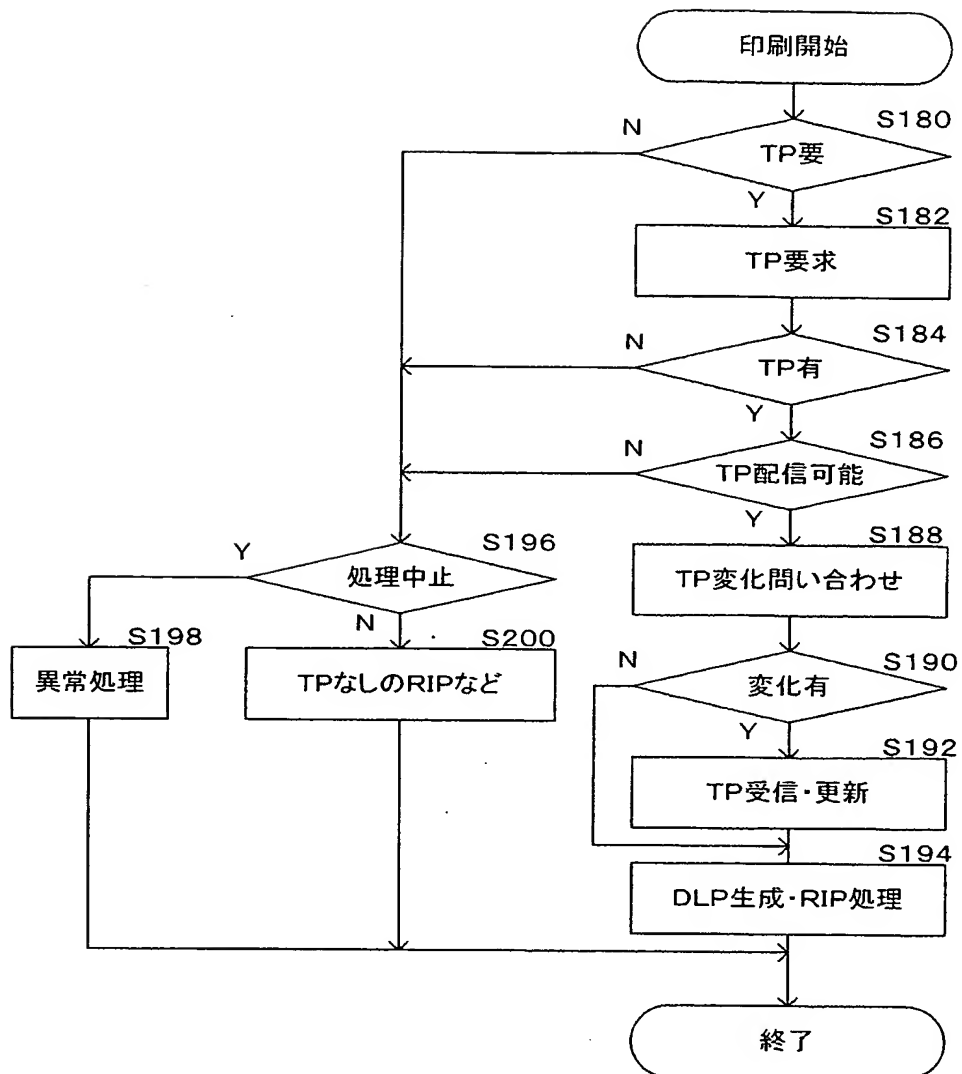 印刷開始
S180
N
TP要
Y
S182
TP要求
S184
N
TP有
Y
S186
N
TP配信可能
Y
S188
TP変化問い合わせ
S196
Y
処理中止
N
S198
異常処理
S200
TPなしのRIPなど
S190
N
変化有
Y
S192
TP受信・更新
S194
DLP生成・RIP処理
終了